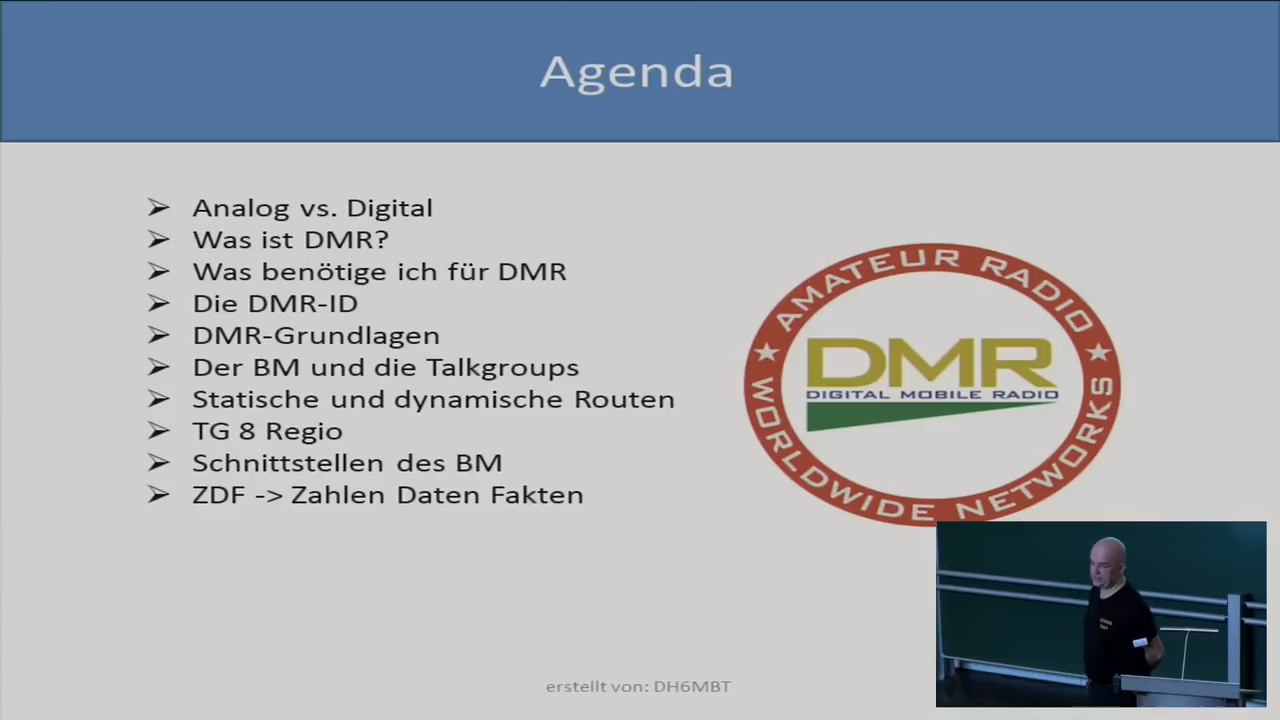 Agenda
Analog vs. Digital
Was ist DMR?
Was benötige ich für DMR
Die DMR-ID
DMR-Grundlagen
Der BM und die Talkgroups
Statische und dynamische Routen
TG 8 Regio
Schnittstellen des BM
ZDF -> Zahlen Daten Fakten
AMATEUR RADIO
DMR
DIGITAL MOBILE RADIO
WORLDWIDE NETWORKS
erstellt von: DH6MBT